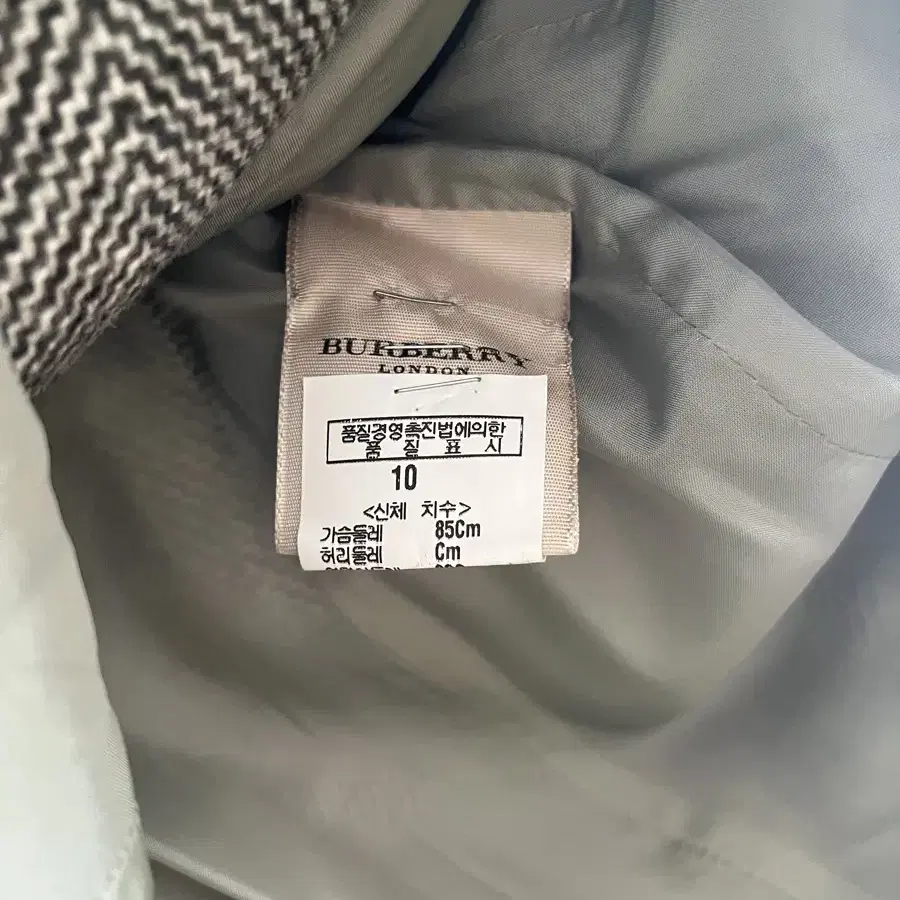 BURBERRY
LONDON
품질경영촉진법에의한
품 질 표 시
10
<신체 치수>
가슴둘레 85Cm
허리둘레 Cm